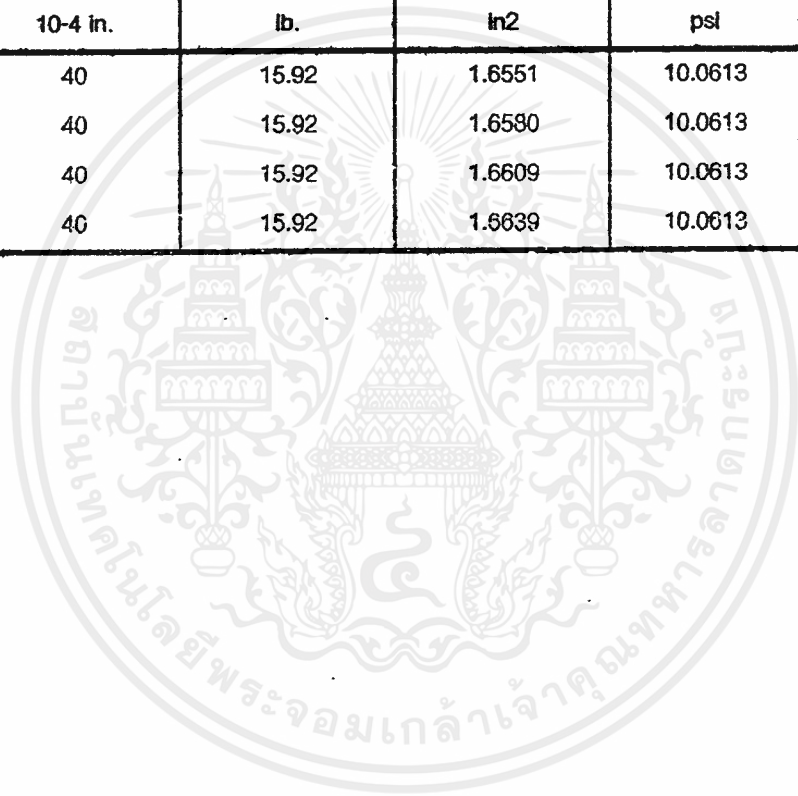 10-4 in. lb. in2 psi
40 15.92 1.6551 10.0613
40 15.92 1.6580 10.0613
40 15.92 1.6609 10.0613
40 15.92 1.6639 10.0613
สถาบันเทคโนโลยีพระจอมเกล้าเจ้าคุณทหารลาดกระบัง